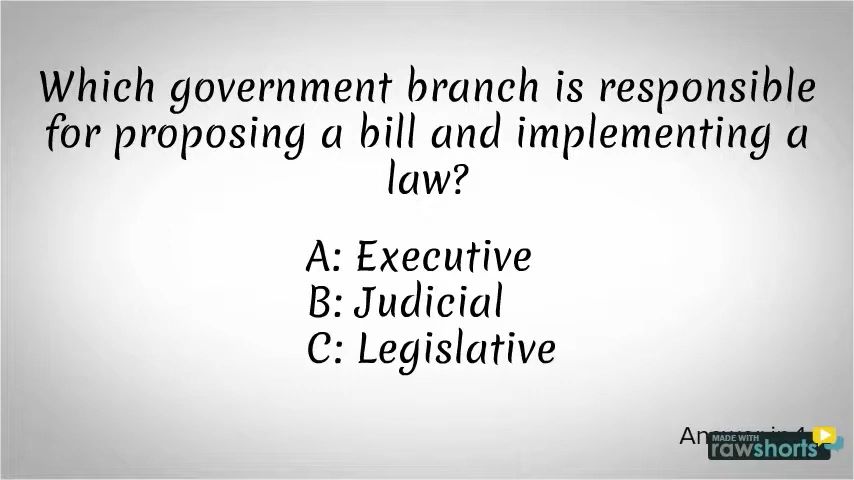 Which government branch is responsible
for proposing a bill and implementing a
law?
A: Executive
B: Judicial
C: Legislative
MADE WITH
rawshorts